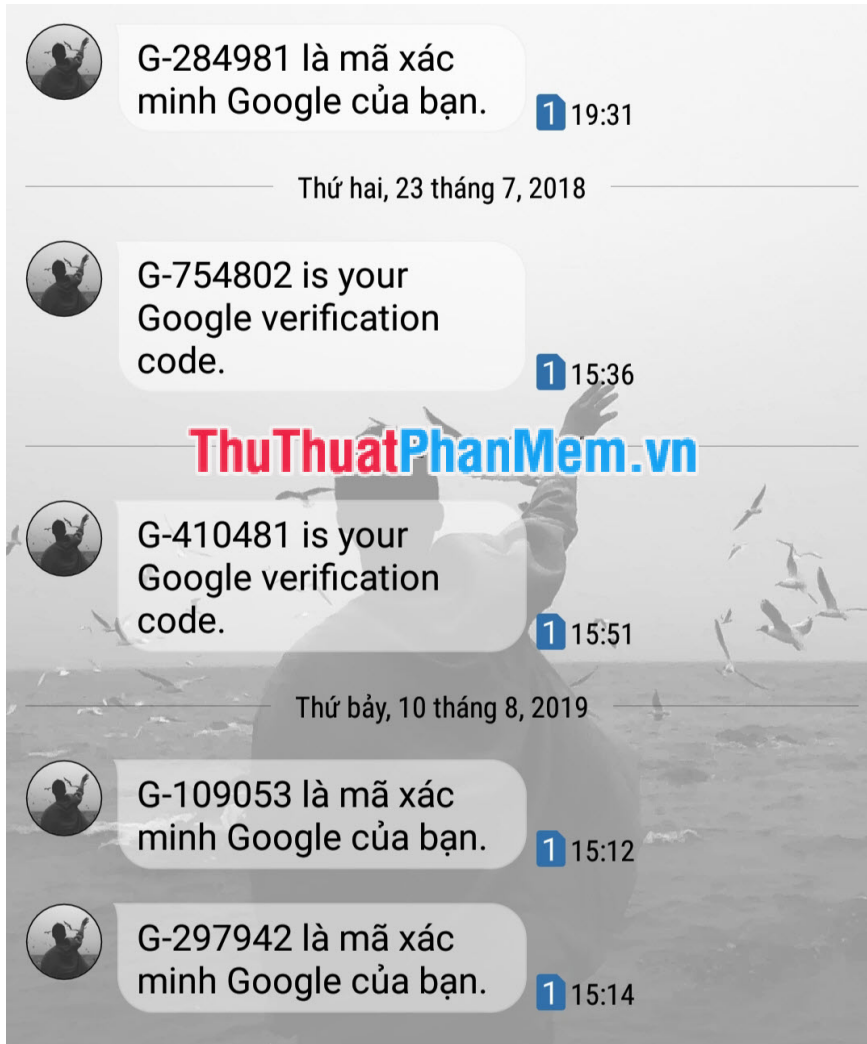 G-284981 là mã xác
minh Google của bạn.
1 19:31
Thứ hai, 23 tháng 7, 2018
G-754802 is your
Google verification
code.
1 15:36
ThuThuatPhanMem.vn
G-410481 is your
Google verification
code.
1 15:51
Thứ bảy, 10 tháng 8, 2019
G-109053 là mã xác
minh Google của bạn.
1 15:12
G-297942 là mã xác
minh Google của bạn.
1 15:14